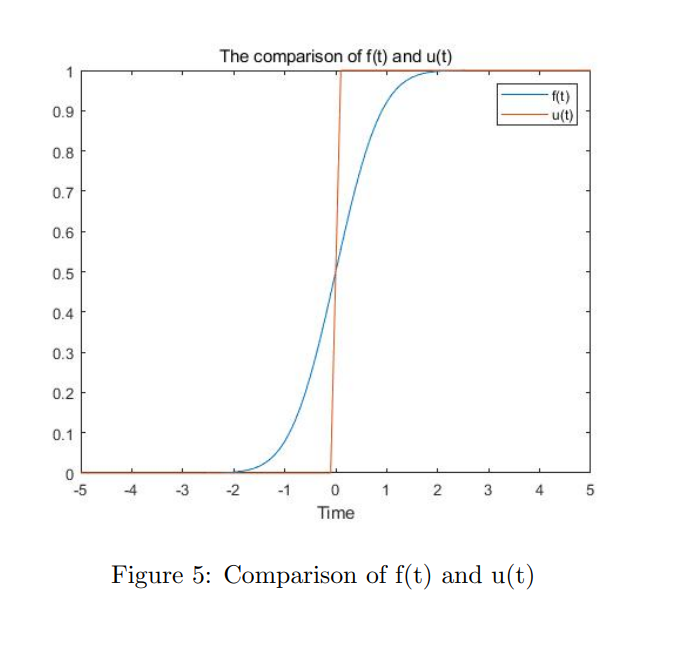 The comparison of f(t) and u(t)
1
0.9
0.8
0.7
0.6
0.5
0.4
0.3
0.2
0.1
0
f(t)
u(t)
-5 -4 -3 -2 -1 0 1 2 3 4 5
Time
Figure 5: Comparison of f(t) and u(t)